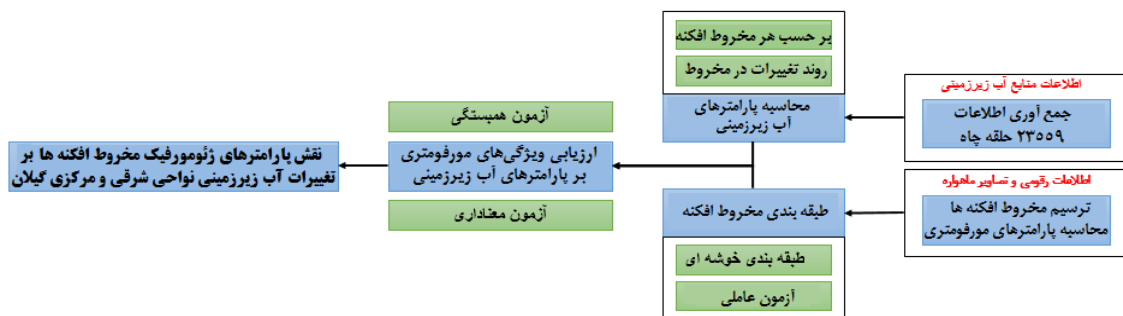 اطلاعات منابع آب زیرزمینی
جمع آوری اطلاعات
۲۳۵۵۹ حلقه چاه
اطلاعات رقومی و تصاویر ماهواره
ترسیم مخروط افکنه ها
محاسبه پارامترهای مورفومتری
بر حسب هر مخروط افکنه
روند تغییرات در مخروط
محاسبه پارامترهای
آب زیرزمینی
طبقه بندی مخروط افکنه
طبقه بندی خوشه ای
آزمون عاملی
آزمون همبستگی
ارزیابی ویژگی‌های مورفومتری
بر پارامترهای آب زیرزمینی
آزمون معناداری
نقش پارامترهای ژئومورفیک مخروط افکنه ها بر
تغییرات آب زیرزمینی نواحی شرقی و مرکزی گیلان